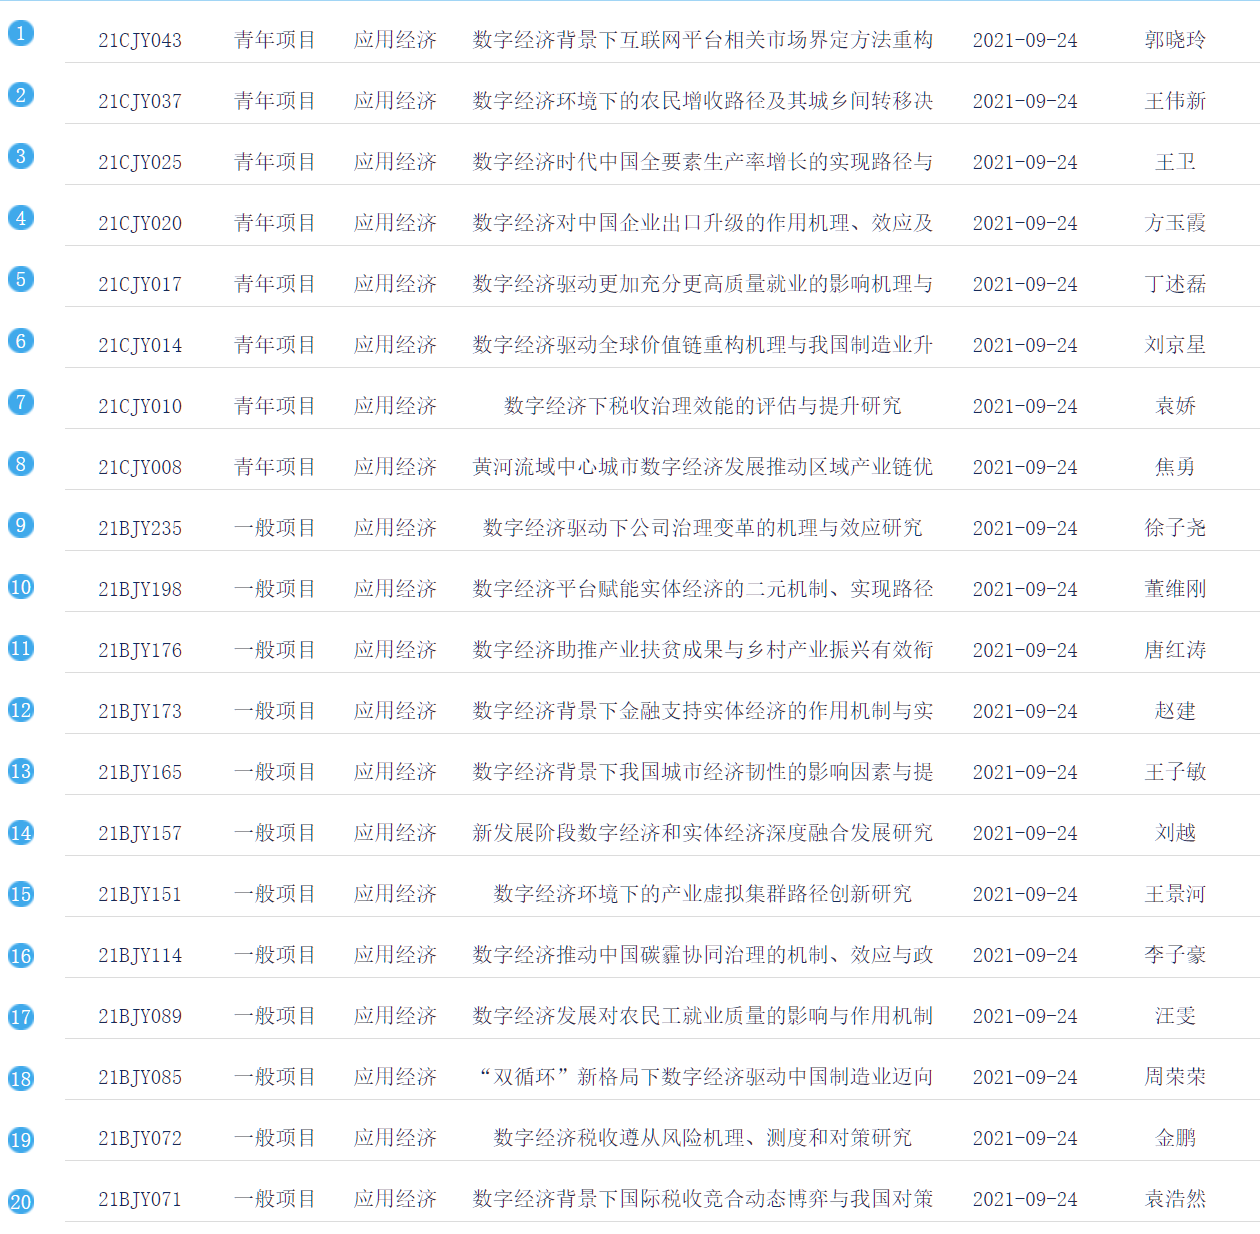 1 21CJY043 青年项目 应用经济 数字经济背景下互联网平台相关市场界定方法重构 2021-09-24 郭晓玲
2 21CJY037 青年项目 应用经济 数字经济环境下的农民增收路径及其城乡间转移决 2021-09-24 王伟新
3 21CJY025 青年项目 应用经济 数字经济时代中国全要素生产率增长的实现路径与 2021-09-24 王卫
4 21CJY020 青年项目 应用经济 数字经济对中国企业出口升级的作用机理、效应及 2021-09-24 方玉霞
5 21CJY017 青年项目 应用经济 数字经济驱动更加充分更高质量就业的影响机理与 2021-09-24 丁述磊
6 21CJY014 青年项目 应用经济 数字经济驱动全球价值链重构机理与我国制造业升 2021-09-24 刘京星
7 21CJY010 青年项目 应用经济 数字经济下税收治理效能的评估与提升研究 2021-09-24 袁娇
8 21CJY008 青年项目 应用经济 黄河流域中心城市数字经济发展推动区域产业链优 2021-09-24 焦勇
9 21BJY235 一般项目 应用经济 数字经济驱动下公司治理变革的机理与效应研究 2021-09-24 徐子尧
10 21BJY198 一般项目 应用经济 数字经济平台赋能实体经济的二元机制、实现路径 2021-09-24 董维刚
11 21BJY176 一般项目 应用经济 数字经济助推产业扶贫成果与乡村产业振兴有效衔 2021-09-24 唐红涛
12 21BJY173 一般项目 应用经济 数字经济背景下金融支持实体经济的作用机制与实 2021-09-24 赵建
13 21BJY165 一般项目 应用经济 数字经济背景下我国城市经济韧性的影响因素与提 2021-09-24 王子敏
14 21BJY157 一般项目 应用经济 新发展阶段数字经济和实体经济深度融合发展研究 2021-09-24 刘越
15 21BJY151 一般项目 应用经济 数字经济环境下的产业虚拟集群路径创新研究 2021-09-24 王景河
16 21BJY114 一般项目 应用经济 数字经济推动中国碳霾协同治理的机制、效应与政 2021-09-24 李子豪
17 21BJY089 一般项目 应用经济 数字经济发展对农民工就业质量的影响与作用机制 2021-09-24 汪雯
18 21BJY085 一般项目 应用经济 “双循环”新格局下数字经济驱动中国制造业迈向 2021-09-24 周荣荣
19 21BJY072 一般项目 应用经济 数字经济税收遵从风险机理、测度和对策研究 2021-09-24 金鹏
20 21BJY071 一般项目 应用经济 数字经济背景下国际税收竞合动态博弈与我国对策 2021-09-24 袁浩然